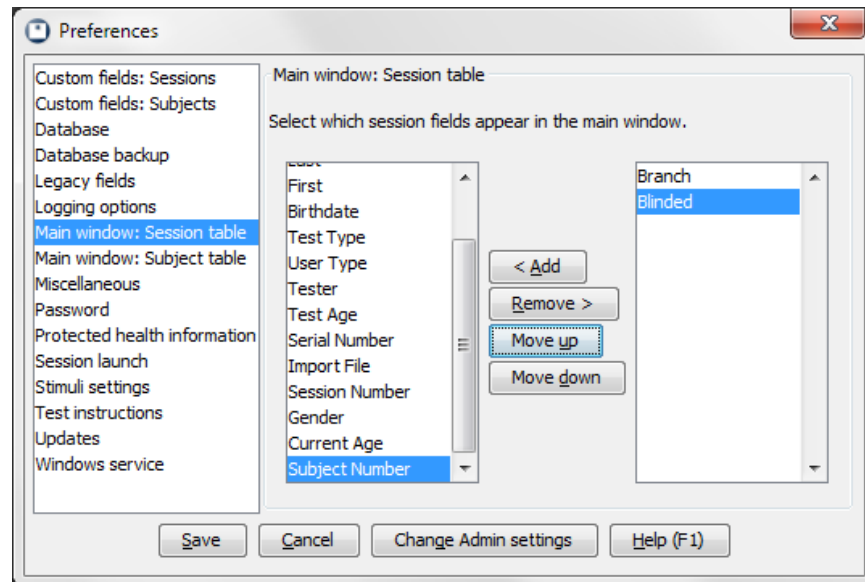 Preferences
Custom fields: Sessions
Custom fields: Subjects
Database
Database backup
Legacy fields
Logging options
Main window: Session table
Main window: Subject table
Miscellaneous
Password
Protected health information
Session launch
Stimuli settings
Test instructions
Updates
Windows service
Main window: Session table
Select which session fields appear in the main window.
First
Birthdate
Test Type
User Type
Tester
Test Age
Serial Number
Import File
Session Number
Gender
Current Age
Subject Number
< Add
Remove >
Move up
Move down
Branch
Blinded
Save
Cancel
Change Admin settings
Help (F1)